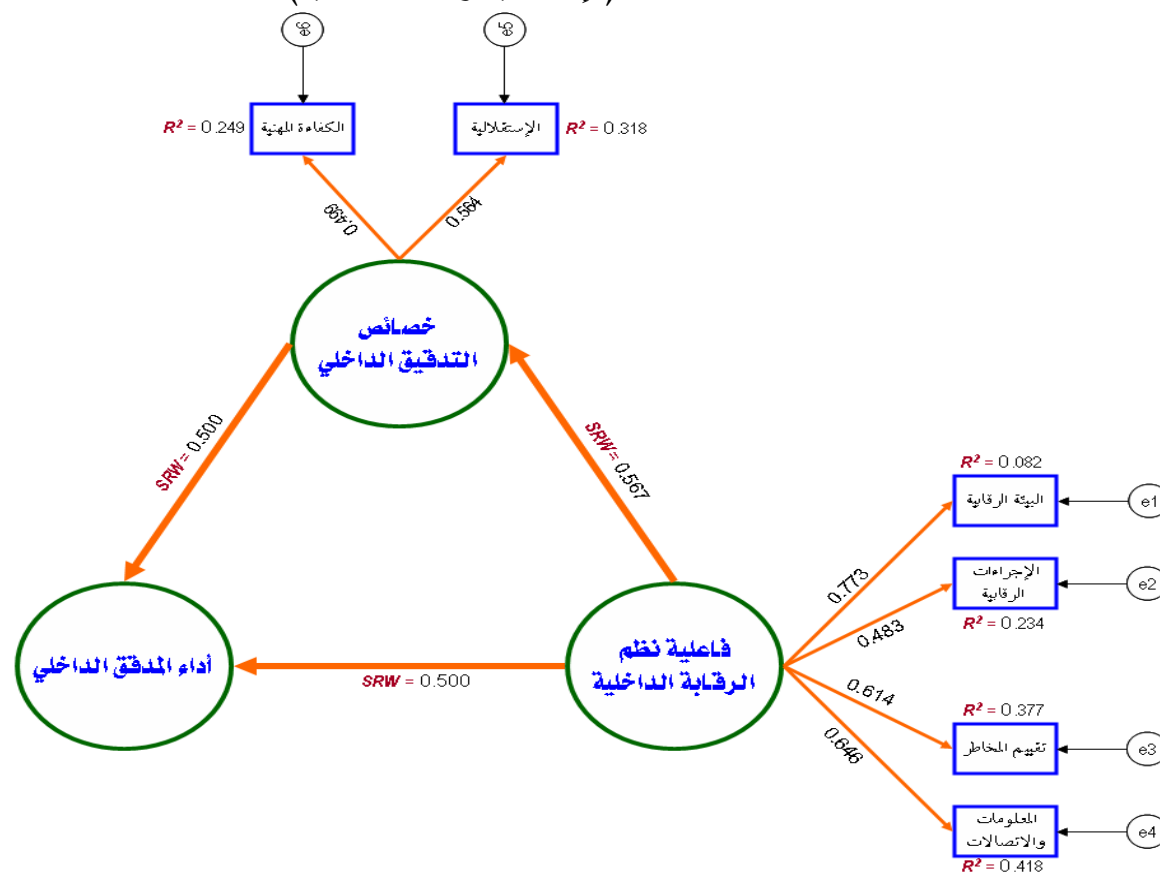 e6
e5
R² = 0.249
الكفاءة المهنية
الإستقلالية
R² = 0.318
0.499
0.564
خصائص
التدقيق الداخلي
SRW= 0.500
SRW= 0.567
R² = 0.082
البيئة الرقابية
e1
0.773
الإجراءات
الرقابية
e2
0.483
R² = 0.234
فاعلية نظم
الرقابة الداخلية
أداء المدقق الداخلي
SRW = 0.500
0.614
R² = 0.377
تقييم المخاطر
e3
0.646
المعلومات
والاتصالات
e4
R² = 0.418